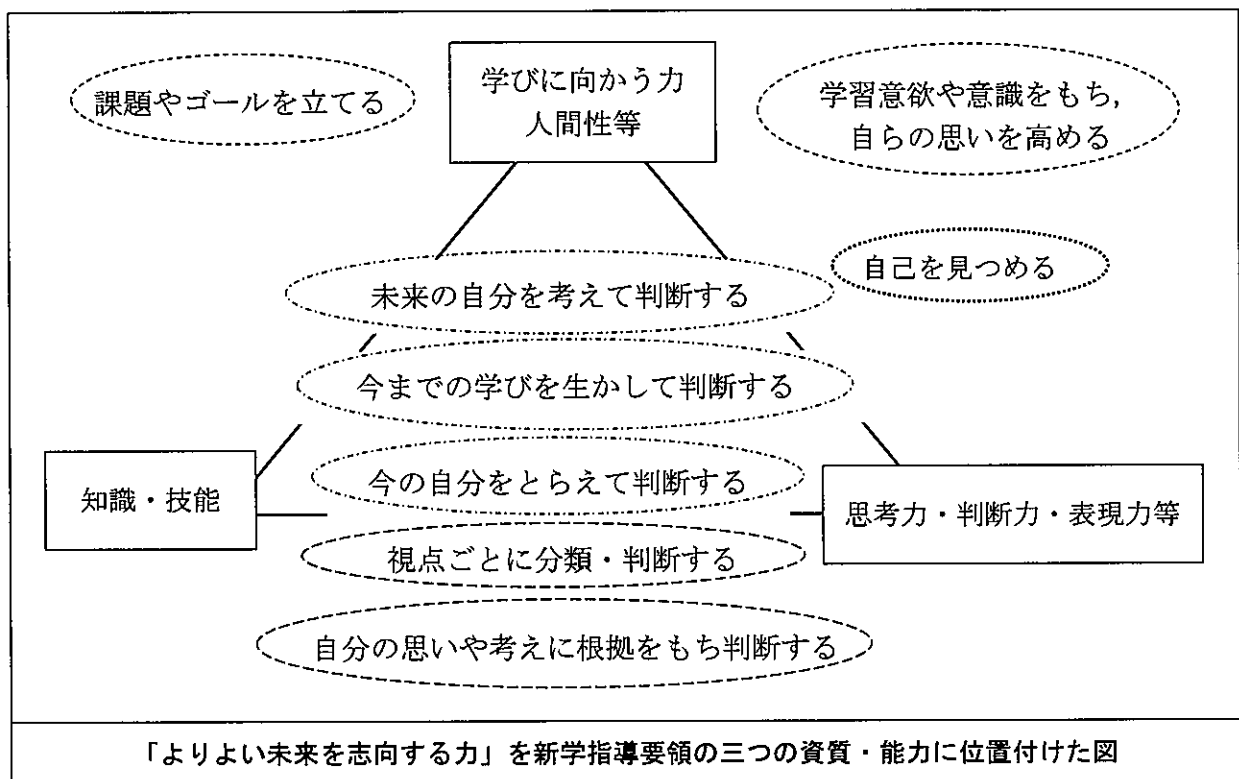 課題やゴールを立てる
学びに向かう力
人間性等
学習意欲や意識をもち,
自らの思いを高める
自己を見つめる
未来の自分を考えて判断する
今までの学びを生かして判断する
今の自分をとらえて判断する
知識・技能
思考力・判断力・表現力等
視点ごとに分類・判断する
自分の思いや考えに根拠をもち判断する
「よりよい未来を志向する力」を新学指導要領の三つの資質・能力に位置付けた図